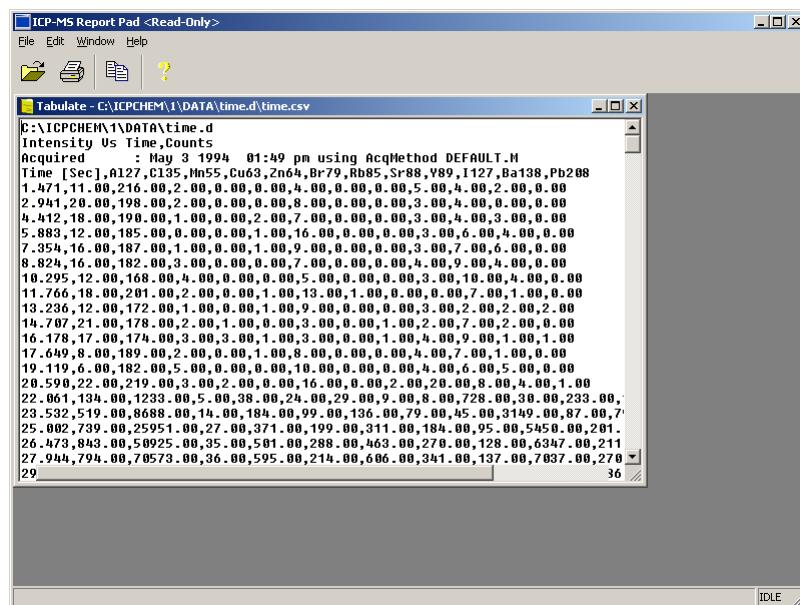 ICP-MS Report Pad <Read-Only>
File Edit Window Help
Tabulate - C:\ICPCHEM\1\DATA\time.d\time.csv
C:\ICPCHEM\1\DATA\time.d
Intensity Vs Time,Counts
Acquired : May 3 1994 01:49 pm using AcqMethod DEFAULT.M
Time [Sec],Al27,Cl35,Mn55,Cu63,Zn64,Br79,Rb85,Sr88,Y89,I127,Ba138,Pb208
1.471,11.00,216.00,2.00,0.00,0.00,4.00,0.00,0.00,5.00,4.00,2.00,0.00
2.941,20.00,198.00,2.00,0.00,0.00,8.00,0.00,0.00,3.00,4.00,0.00,0.00
4.412,18.00,190.00,1.00,0.00,2.00,7.00,0.00,0.00,3.00,4.00,3.00,0.00
5.883,12.00,185.00,0.00,0.00,1.00,16.00,0.00,0.00,3.00,6.00,4.00,0.00
7.354,16.00,187.00,1.00,0.00,1.00,9.00,0.00,0.00,3.00,7.00,6.00,0.00
8.824,16.00,182.00,3.00,0.00,0.00,7.00,0.00,0.00,4.00,9.00,4.00,0.00
10.295,12.00,168.00,4.00,0.00,0.00,5.00,0.00,0.00,3.00,10.00,4.00,0.00
11.766,18.00,201.00,2.00,0.00,1.00,13.00,1.00,0.00,0.00,7.00,1.00,0.00
13.236,12.00,172.00,1.00,0.00,1.00,9.00,0.00,0.00,3.00,2.00,2.00,2.00
14.707,21.00,178.00,2.00,1.00,0.00,3.00,0.00,1.00,2.00,7.00,2.00,0.00
16.178,17.00,174.00,3.00,3.00,1.00,3.00,0.00,1.00,4.00,9.00,1.00,1.00
17.649,8.00,189.00,2.00,0.00,1.00,8.00,0.00,0.00,4.00,7.00,1.00,0.00
19.119,6.00,182.00,5.00,0.00,0.00,10.00,0.00,0.00,4.00,6.00,5.00,0.00
20.590,22.00,219.00,3.00,2.00,0.00,16.00,0.00,2.00,20.00,8.00,4.00,1.00
22.061,134.00,1233.00,5.00,38.00,24.00,29.00,9.00,8.00,728.00,30.00,233.00,
23.532,519.00,8688.00,14.00,184.00,99.00,136.00,79.00,45.00,3149.00,87.00,7
25.002,739.00,25951.00,27.00,371.00,199.00,311.00,184.00,95.00,5450.00,201.
26.473,843.00,50925.00,35.00,501.00,288.00,463.00,270.00,128.00,6347.00,211
27.944,794.00,70573.00,36.00,595.00,214.00,606.00,341.00,137.00,7037.00,270
29 36
IDLE